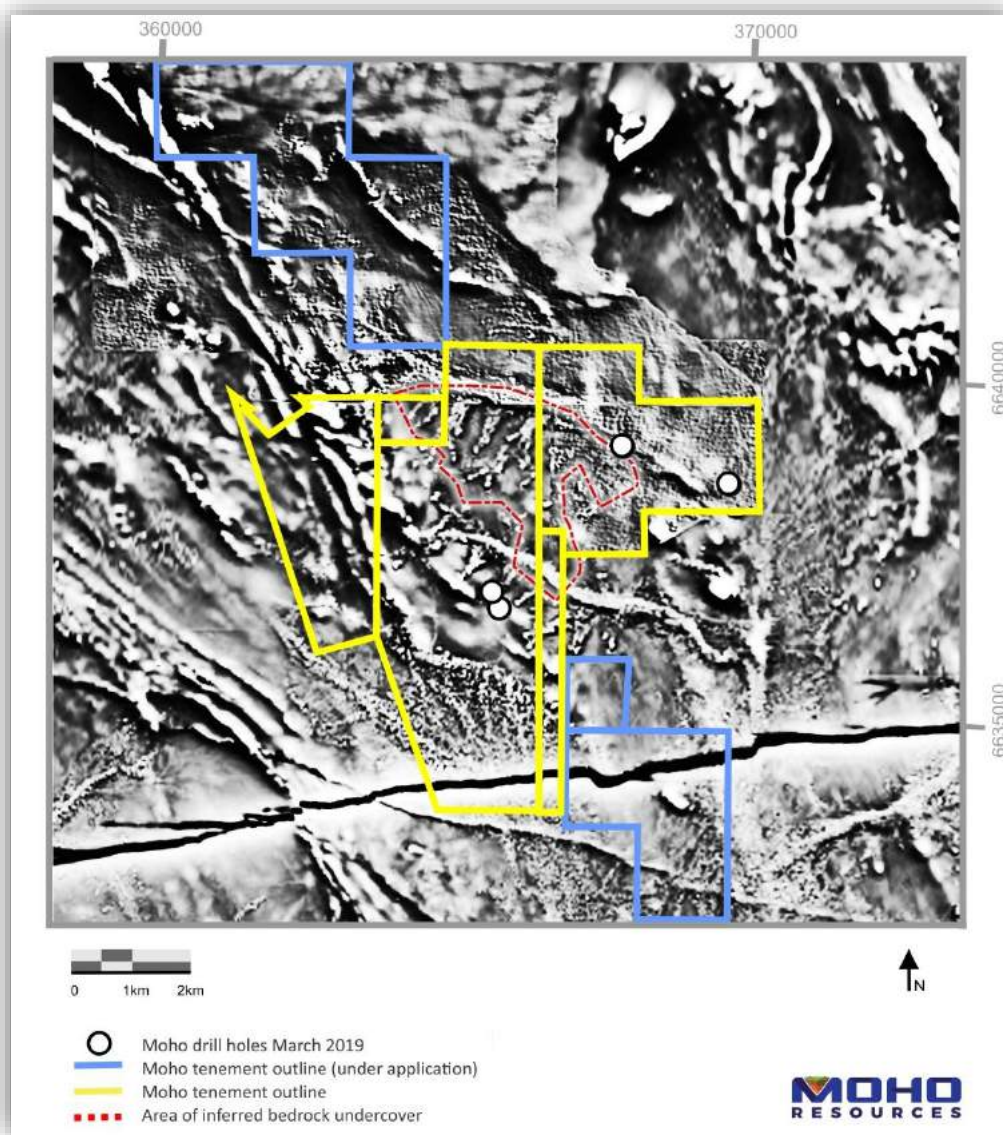 360000 370000
6640000
6635000
0 1km 2km
N
Moho drill holes March 2019
Moho tenement outline (under application)
Moho tenement outline
Area of inferred bedrock undercover
MOHO
RESOURCES